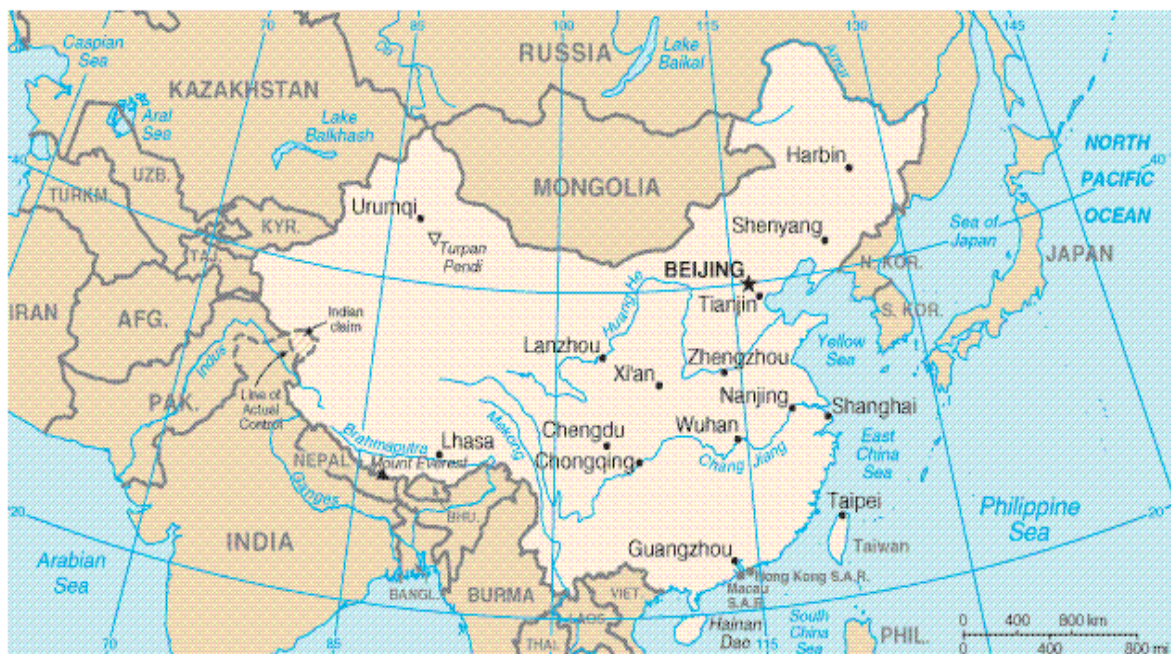 70
85
100
115
130
145
Caspian
Sea
Ob
RUSSIA
Lake
Baikal
Amur
KAZAKHSTAN
Aral
Sea
Lake
Balkhash
NORTH
PACIFIC
OCEAN
40
40
Harbin
UZB.
TURKM.
MONGOLIA
Urumqi
KYR.
Turpan
Pendi
Shenyang
Sea of
Japan
TAJ.
BEIJING
N. KOR.
JAPAN
Tianjin
IRAN
AFG.
Indian
claim
Huang He
S. KOR.
Indus
Lanzhou
Zhengzhou
Yellow
Sea
Xi'an
PAK.
Line of
Actual
Control
Nanjing
Shanghai
Mekong
Wuhan
Chengdu
Brahmaputra
Lhasa
East
China
Sea
NEPAL
Mount Everest
Chongqing
Chang Jiang
Ganges
20
BHU.
Taipei
Philippine
Sea
20
INDIA
Guangzhou
Taiwan
Arabian
Sea
Hong Kong S.A.R.
BANGL.
BURMA
VIET.
Macau
S.A.R.
LAOS
Hainan
Dao
South
China
Sea
PHIL.
THAI.
70
85
115
0 400 800 km
0 400 800 mi